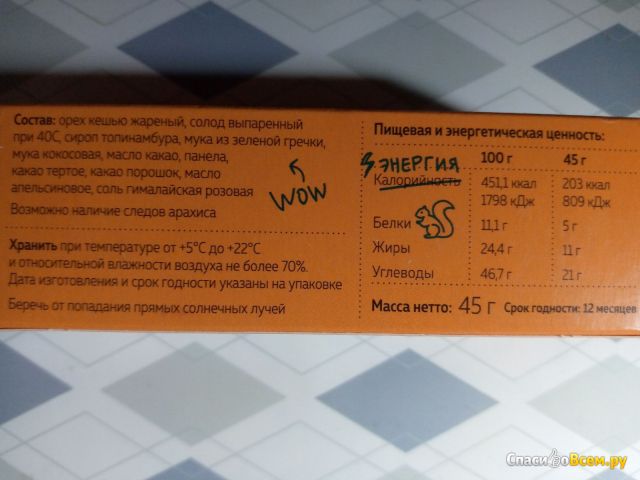 Состав: орех кешью жареный, солод выпаренный
при 40С, сироп топинамбура, мука из зеленой гречки,
мука кокосовая, масло какао, панела,
какао тертое, какао порошок, масло
апельсиновое, соль гималайская розовая
Возможно наличие следов арахиса
WOW
Хранить при температуре от +5°С до +22°С
и относительной влажности воздуха не более 70%.
Дата изготовления и срок годности указаны на упаковке
Беречь от попадания прямых солнечных лучей
Пищевая и энергетическая ценность:
ЭНЕРГИЯ 100 г 45 г
Калорийность 451,1 ккал 203 ккал
1798 кДж 809 кДж
Белки 11,1 г 5 г
Жиры 24,4 г 11 г
Углеводы 46,7 г 21 г
Масса нетто: 45 г Срок годности: 12 месяцев
СпасибоВсем.ру